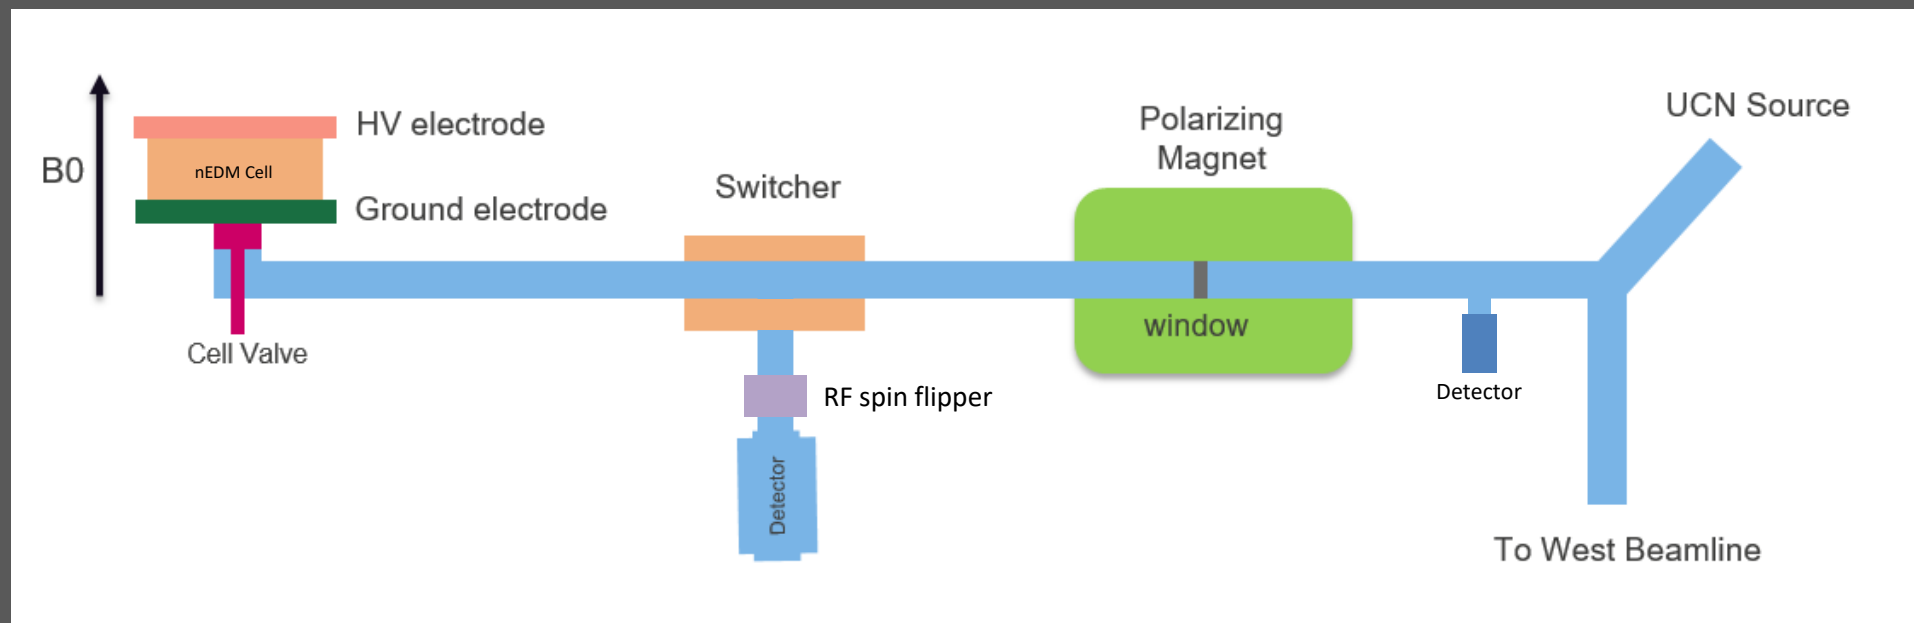 UCN Source
Polarizing
Magnet
HV electrode
B0
nEDM Cell
Switcher
Ground electrode
window
Cell Valve
Detector
RF spin flipper
Detector
To West Beamline